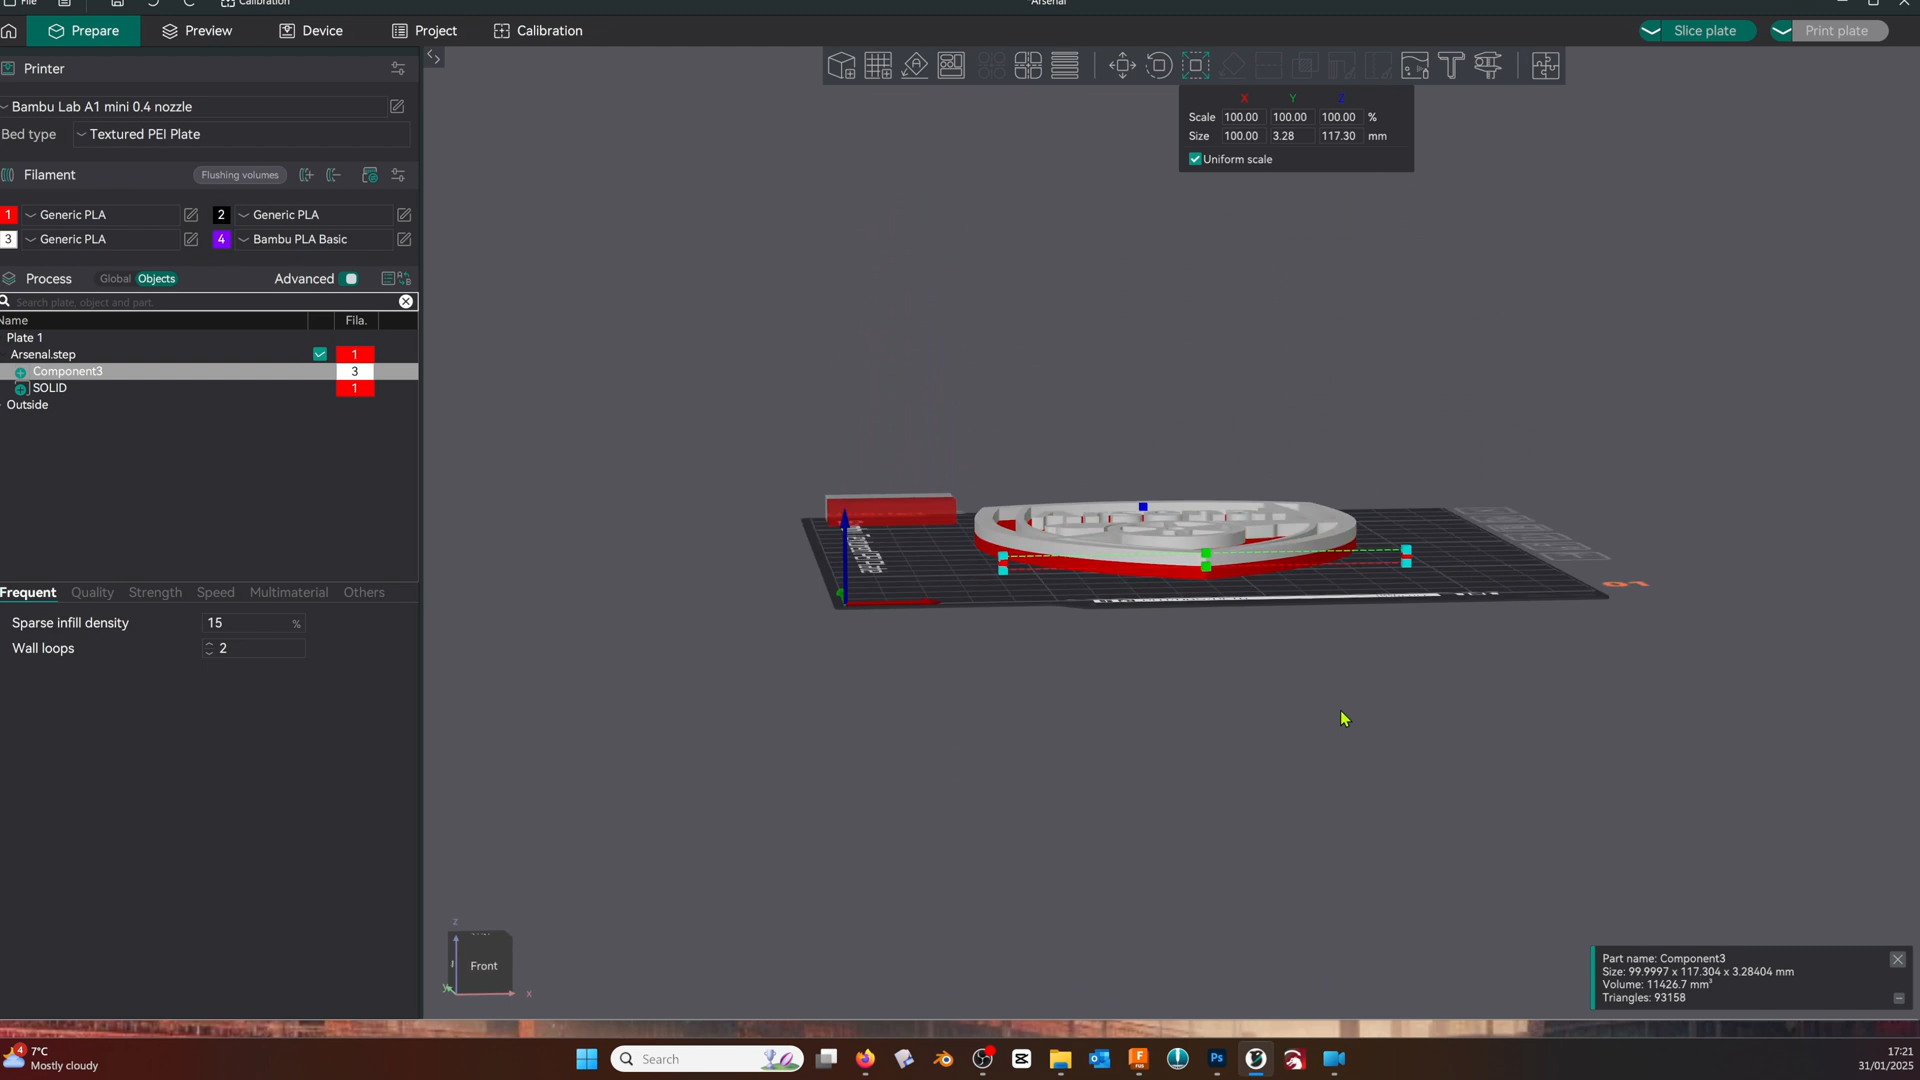 File
Calibration
Arsenal
Prepare
Preview
Device
Project
Calibration
Slice plate
Print plate
Printer
Bambu Lab A1 mini 0.4 nozzle
Bed type
Textured PEI Plate
Filament
Flushing volumes
1 Generic PLA
2 Generic PLA
3 Generic PLA
4 Bambu PLA Basic
Process
Global
Objects
Advanced
Search plate, object and part.
Name
Fila.
Plate 1
Arsenal.step 1
Component3 3
SOLID 1
Outside
Frequent
Quality
Strength
Speed
Multimaterial
Others
Sparse infill density 15 %
Wall loops 2
X Y Z
Scale 100.00 100.00 100.00 %
Size 100.00 3.28 117.30 mm
Uniform scale
01
z
Front
y
x
Part name: Component3
Size: 99.9997 x 117.304 x 3.28404 mm
Volume: 11426.7 mm³
Triangles: 93158
4
7°C
Mostly cloudy
Search
17:21
31/01/2025